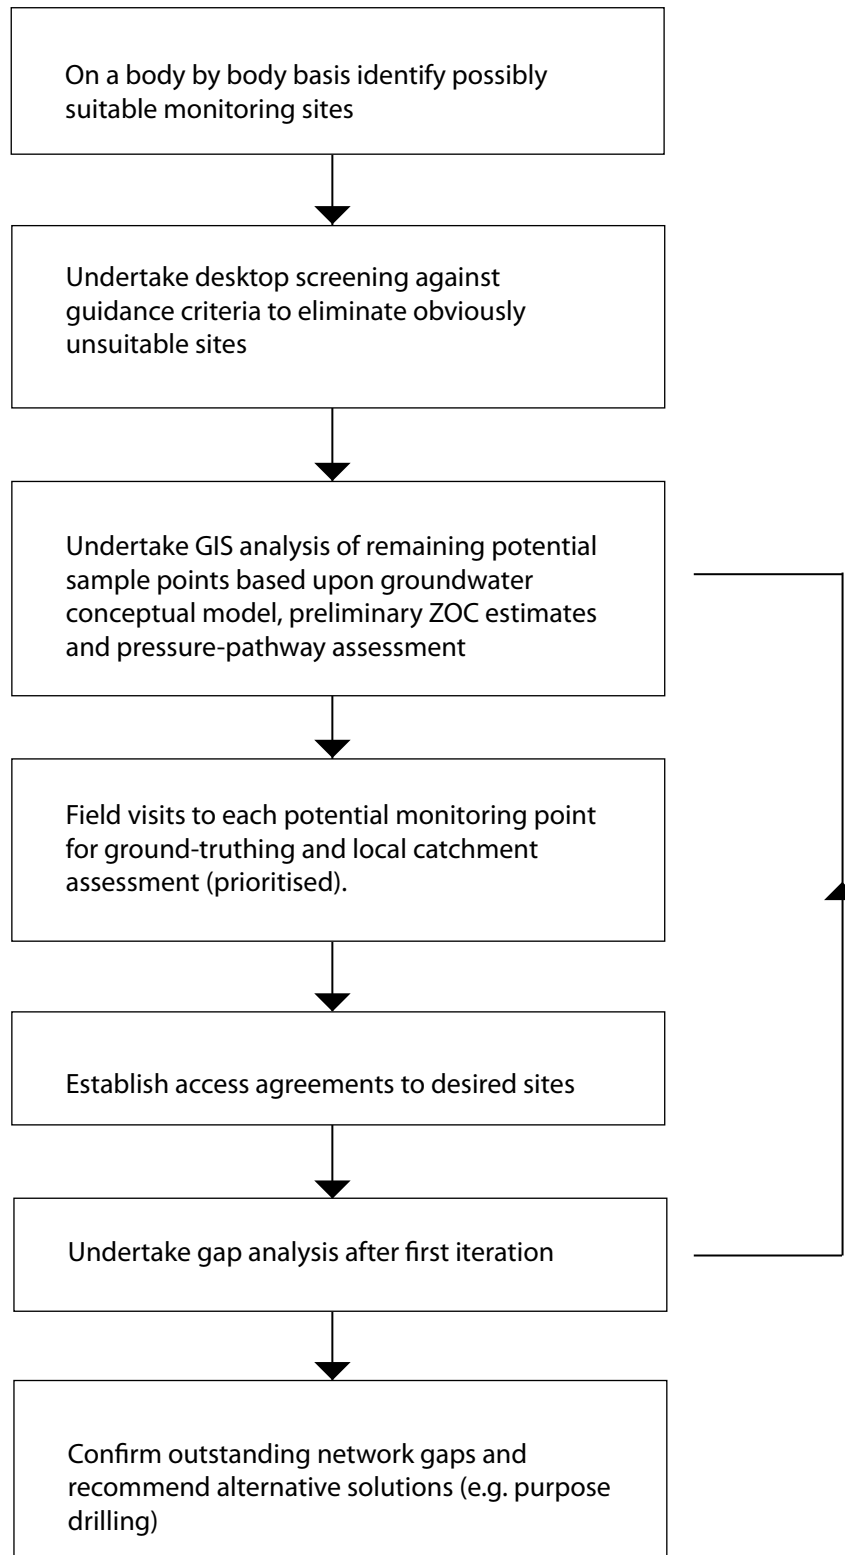 On a body by body basis identify possibly
suitable monitoring sites
Undertake desktop screening against
guidance criteria to eliminate obviously
unsuitable sites
Undertake GIS analysis of remaining potential
sample points based upon groundwater
conceptual model, preliminary ZOC estimates
and pressure-pathway assessment
Field visits to each potential monitoring point
for ground-truthing and local catchment
assessment (prioritised).
Establish access agreements to desired sites
Undertake gap analysis after first iteration
Confirm outstanding network gaps and
recommend alternative solutions (e.g. purpose
drilling)